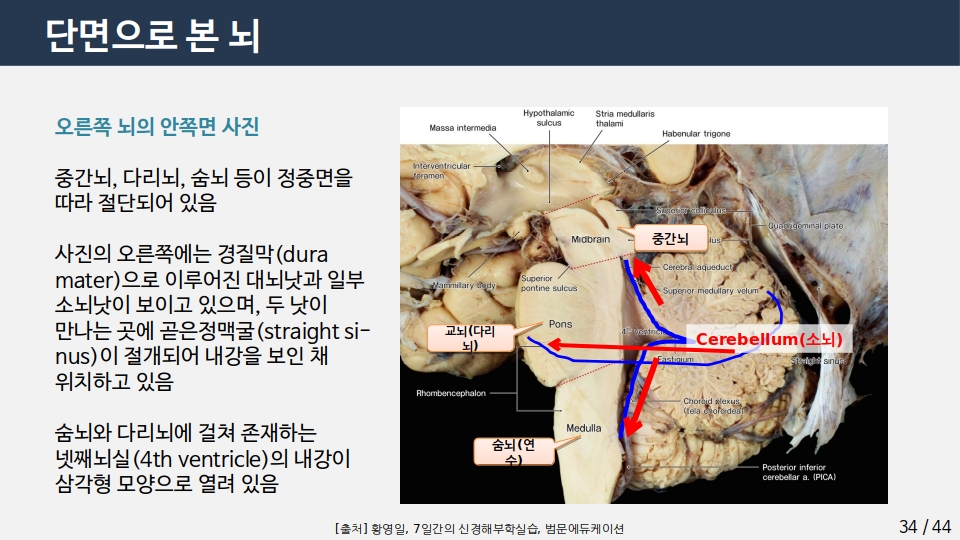 단면으로 본 뇌
오른쪽 뇌의 안쪽면 사진
중간뇌, 다리뇌, 숨뇌 등이 정중면을
따라 절단되어 있음
사진의 오른쪽에는 경질막(dura
mater)으로 이루어진 대뇌낫과 일부
소뇌낫이 보이고 있으며, 두 낫이
만나는 곳에 곧은정맥굴(straight si-
nus)이 절개되어 내강을 보인 채
위치하고 있음
숨뇌와 다리뇌에 걸쳐 존재하는
넷째뇌실(4th ventricle)의 내강이
삼각형 모양으로 열려 있음
Massa intermedia
Hypothalamic
sulcus
Stria medullaris
thalami
Habenular trigone
Interventricular
foramen
Superior colliculus
Quadrigeminal plate
Midbrain
중간뇌
Cerebral aqueduct
Mammillary body
Superior
pontine sulcus
Superior medullary velum
Pons
교뇌(다리
뇌)
4th ventricle
Cerebellum(소뇌)
Fastigium
Straight sinus
Rhombencephalon
Choroid plexus
(tela choroidea)
Medulla
숨뇌(연
수)
Posterior inferior
cerebellar a. (PICA)
[출처] 황영일, 7일간의 신경해부학실습, 범문에듀케이션
34 / 44